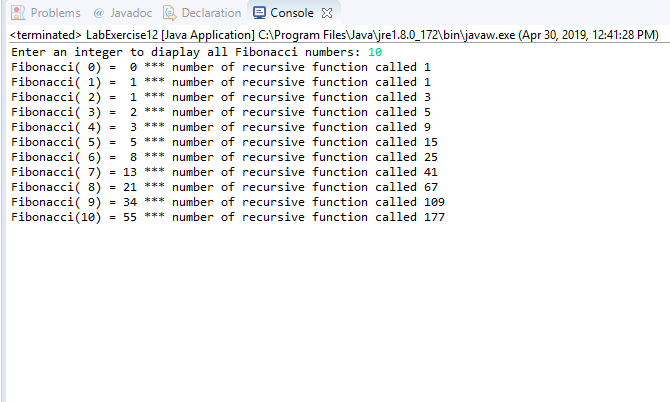 Problems @ Javadoc Declaration Console
<terminated> LabExercise12 [Java Application] C:\Program Files\Java\jre1.8.0_172\bin\javaw.exe (Apr 30, 2019, 12:41:28 PM)
Enter an integer to diaplay all Fibonacci numbers: 10
Fibonacci( 0) =  0 *** number of recursive function called 1
Fibonacci( 1) =  1 *** number of recursive function called 1
Fibonacci( 2) =  1 *** number of recursive function called 3
Fibonacci( 3) =  2 *** number of recursive function called 5
Fibonacci( 4) =  3 *** number of recursive function called 9
Fibonacci( 5) =  5 *** number of recursive function called 15
Fibonacci( 6) =  8 *** number of recursive function called 25
Fibonacci( 7) = 13 *** number of recursive function called 41
Fibonacci( 8) = 21 *** number of recursive function called 67
Fibonacci( 9) = 34 *** number of recursive function called 109
Fibonacci(10) = 55 *** number of recursive function called 177